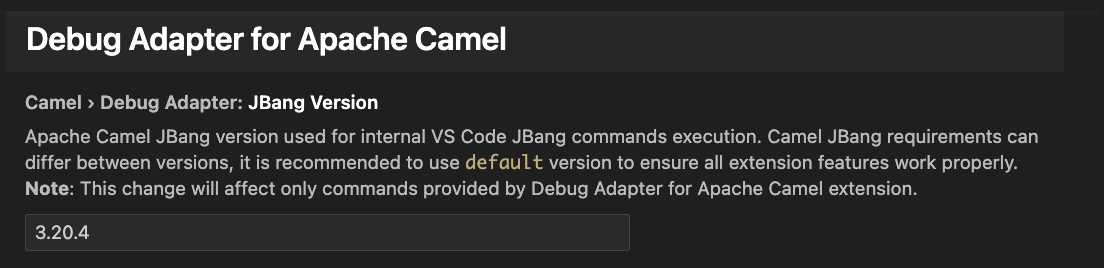 Debug Adapter for Apache Camel
Camel › Debug Adapter: JBang Version
Apache Camel JBang version used for internal VS Code JBang commands execution. Camel JBang requirements can
differ between versions, it is recommended to use default version to ensure all extension features work properly.
Note: This change will affect only commands provided by Debug Adapter for Apache Camel extension.
3.20.4